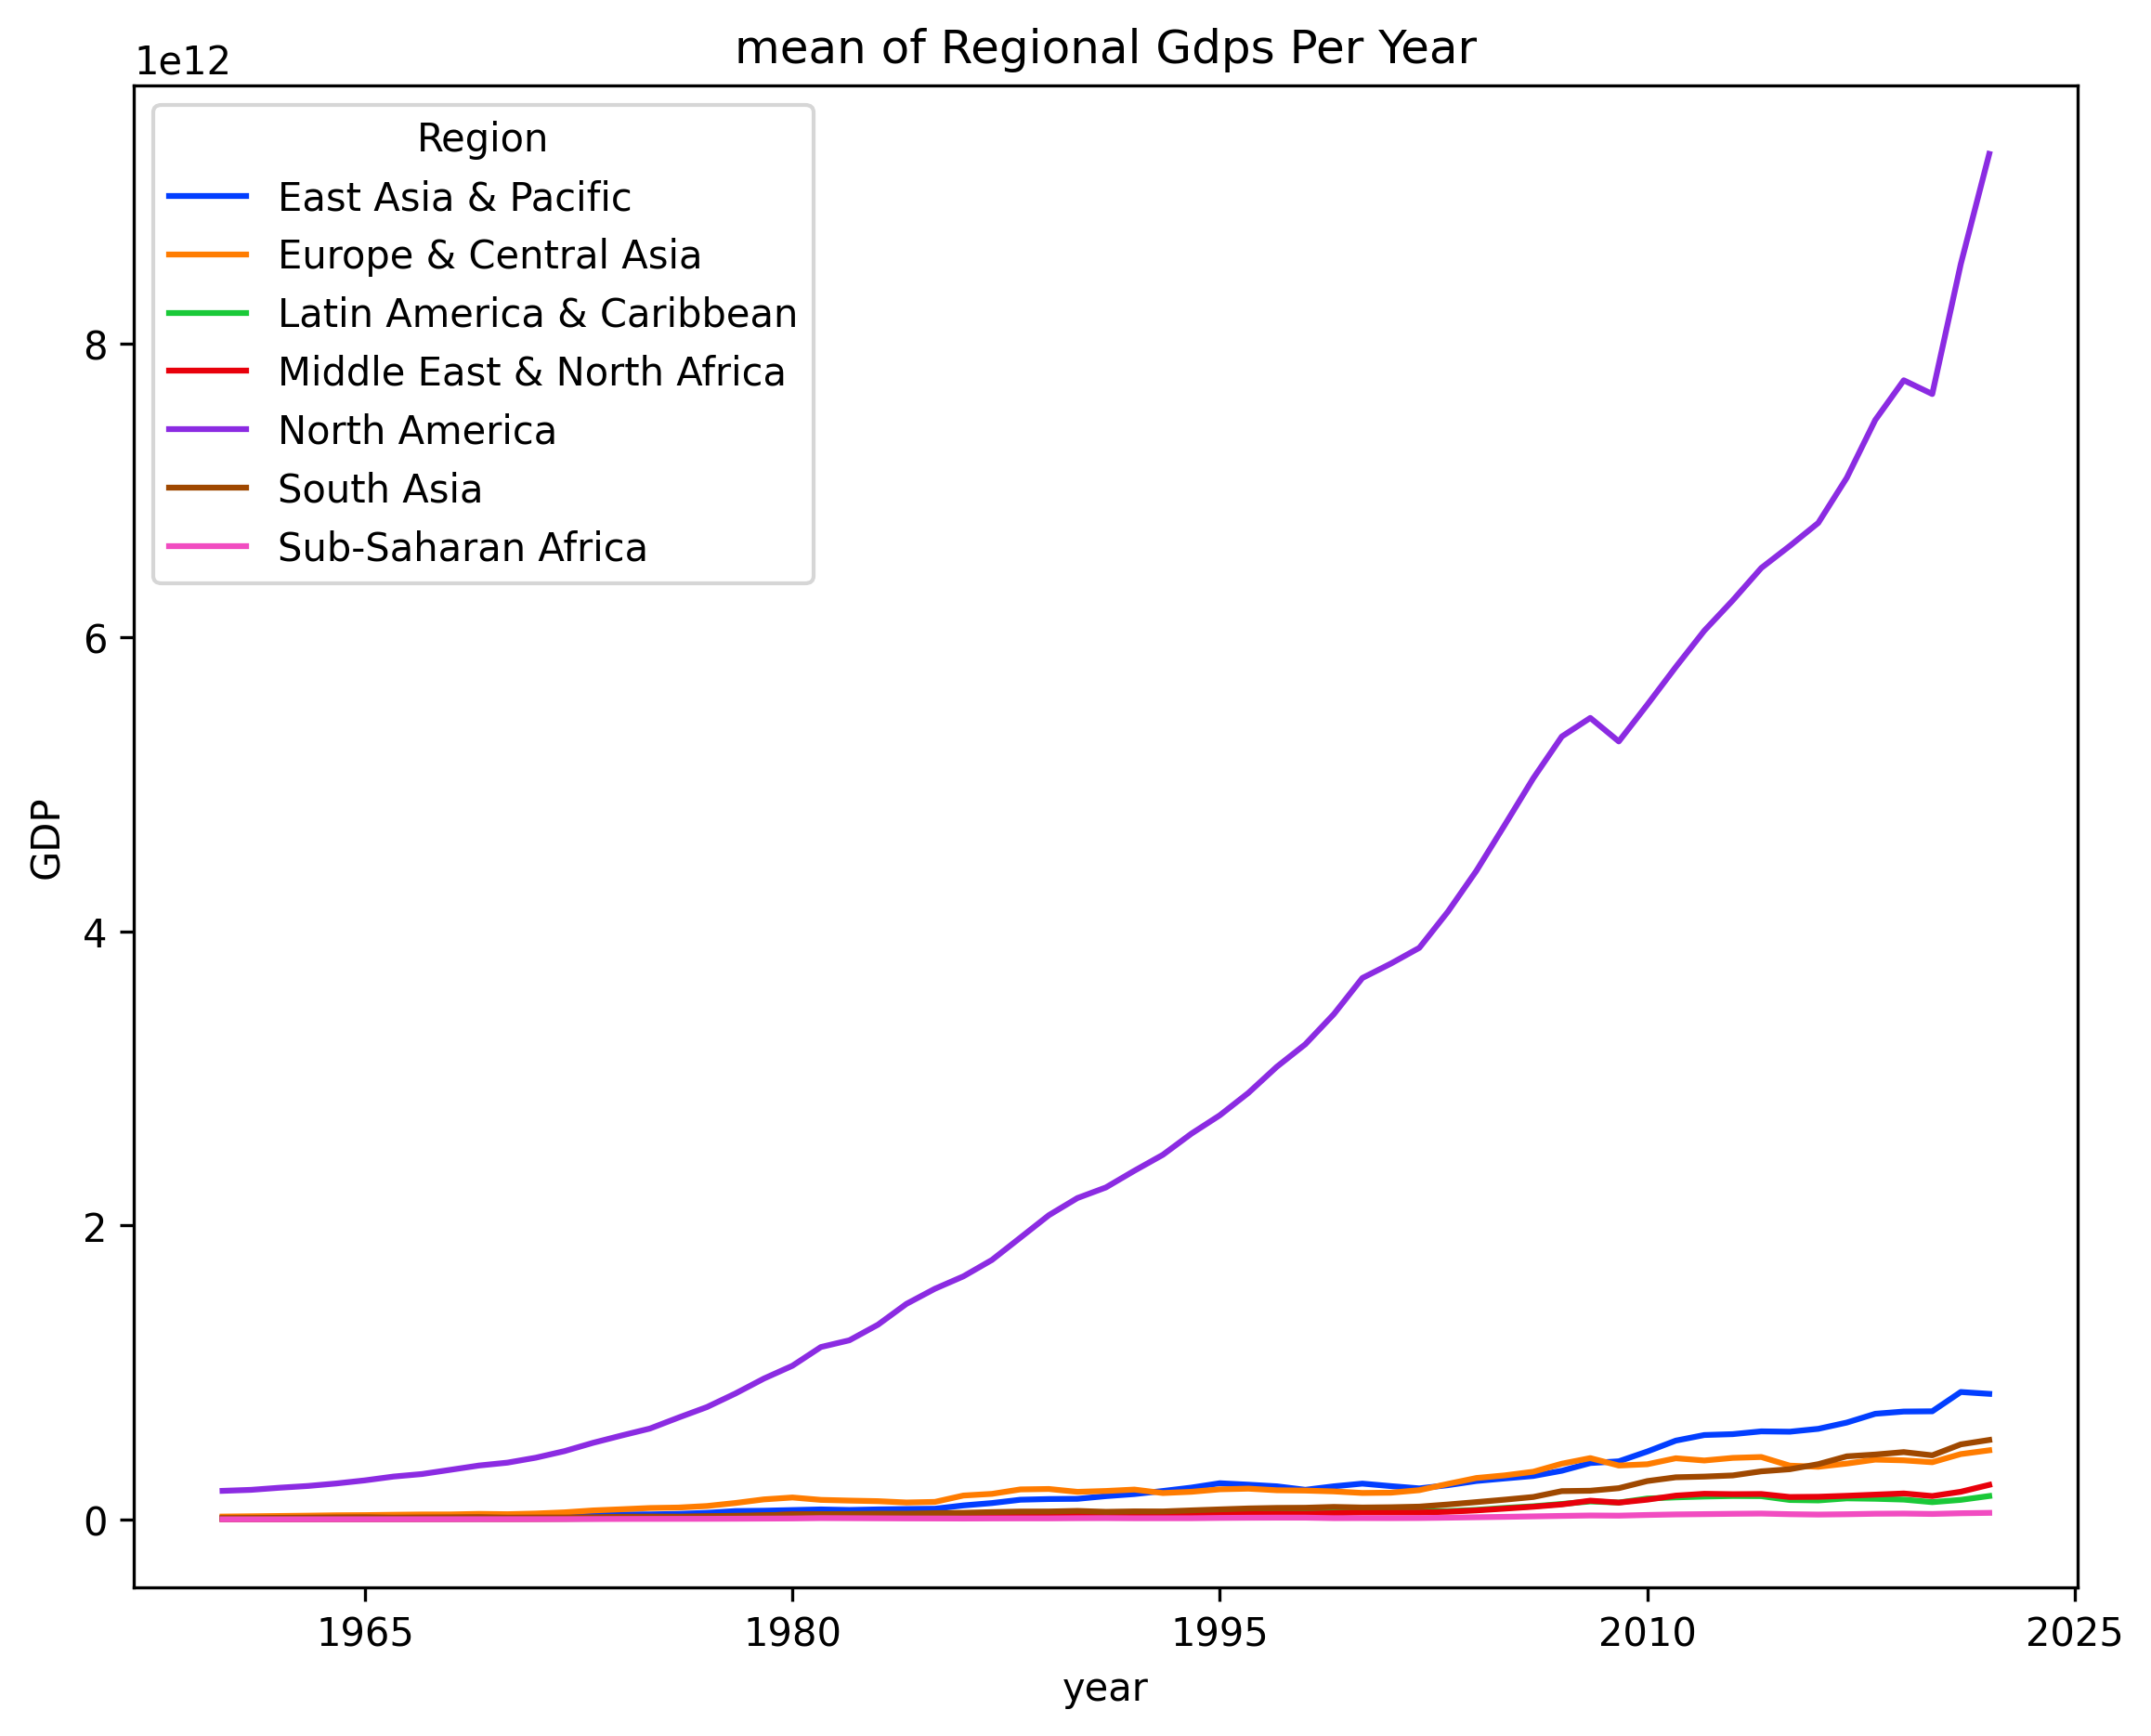 mean of Regional Gdps Per Year
1e12
Region
East Asia & Pacific
Europe & Central Asia
Latin America & Caribbean
Middle East & North Africa
North America
South Asia
Sub-Saharan Africa
8
6
4
2
0
GDP
1965 1980 1995 2010 2025
year